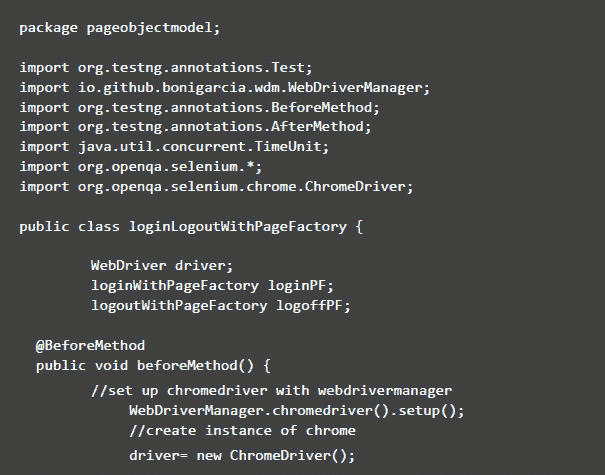 package pageobjectmodel;
import org.testng.annotations.Test;
import io.github.bonigarcia.wdm.WebDriverManager;
import org.testng.annotations.BeforeMethod;
import org.testng.annotations.AfterMethod;
import java.util.concurrent.TimeUnit;
import org.openqa.selenium.*;
import org.openqa.selenium.chrome.ChromeDriver;
public class loginLogoutWithPageFactory {
WebDriver driver;
loginWithPageFactory loginPF;
logoutWithPageFactory logoffPF;
@BeforeMethod
public void beforeMethod() {
//set up chromedriver with webdrivermanager
WebDriverManager.chromedriver().setup();
//create instance of chrome
driver= new ChromeDriver();